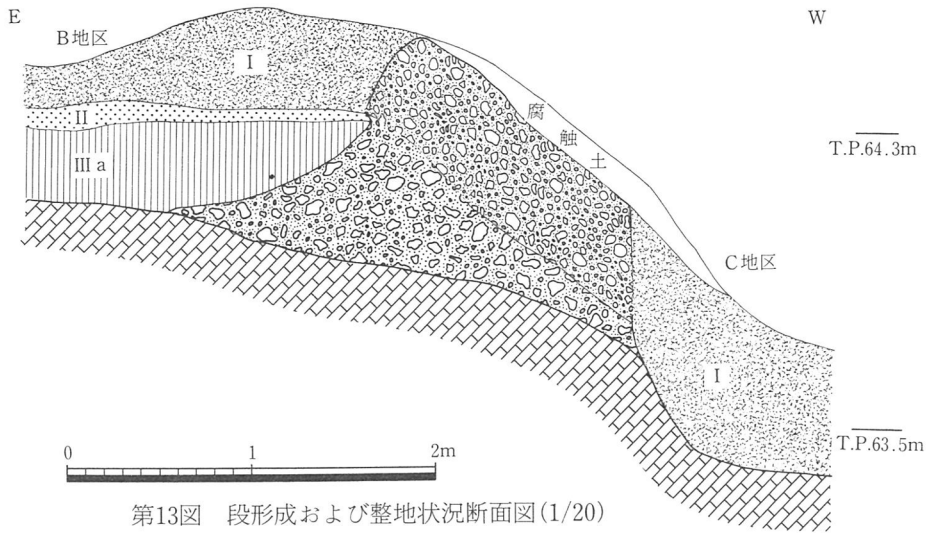 E
W
B地区
I
II
III a
腐触土
T.P.64.3m
C地区
I
T.P.63.5m
0 1 2m
第13図 段形成および整地状況断面図(1/20)